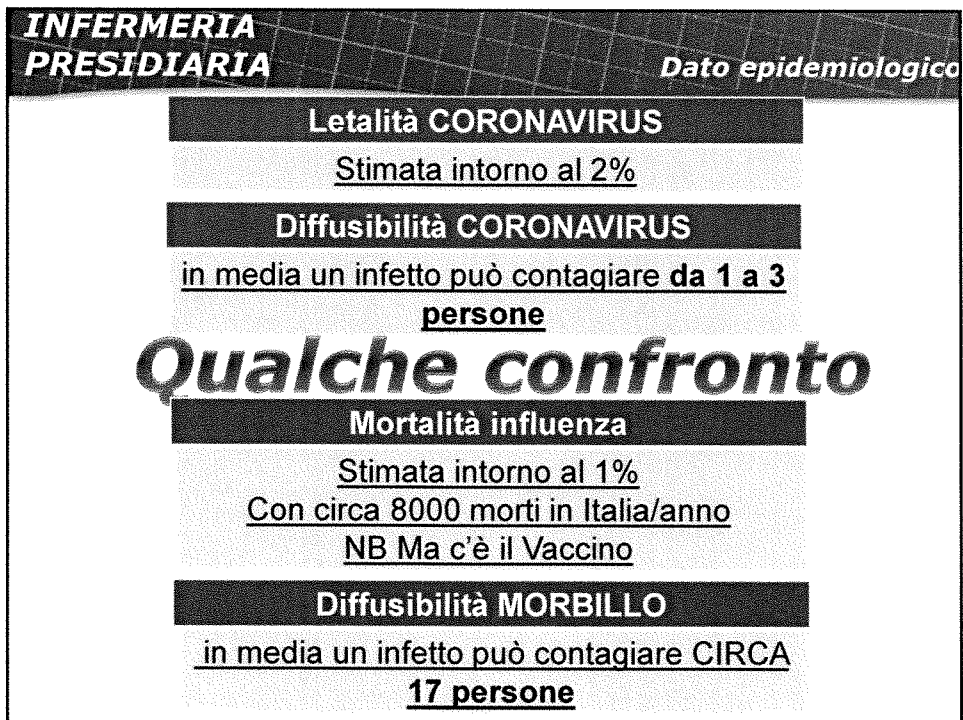 INFERMERIA
PRESIDIARIA
Dato epidemiologico
Letalità CORONAVIRUS
Stimata intorno al 2%
Diffusibilità CORONAVIRUS
in media un infetto può contagiare da 1 a 3
persone
Qualche confronto
Mortalità influenza
Stimata intorno al 1%
Con circa 8000 morti in Italia/anno
NB Ma c'è il Vaccino
Diffusibilità MORBILLO
in media un infetto può contagiare CIRCA
17 persone